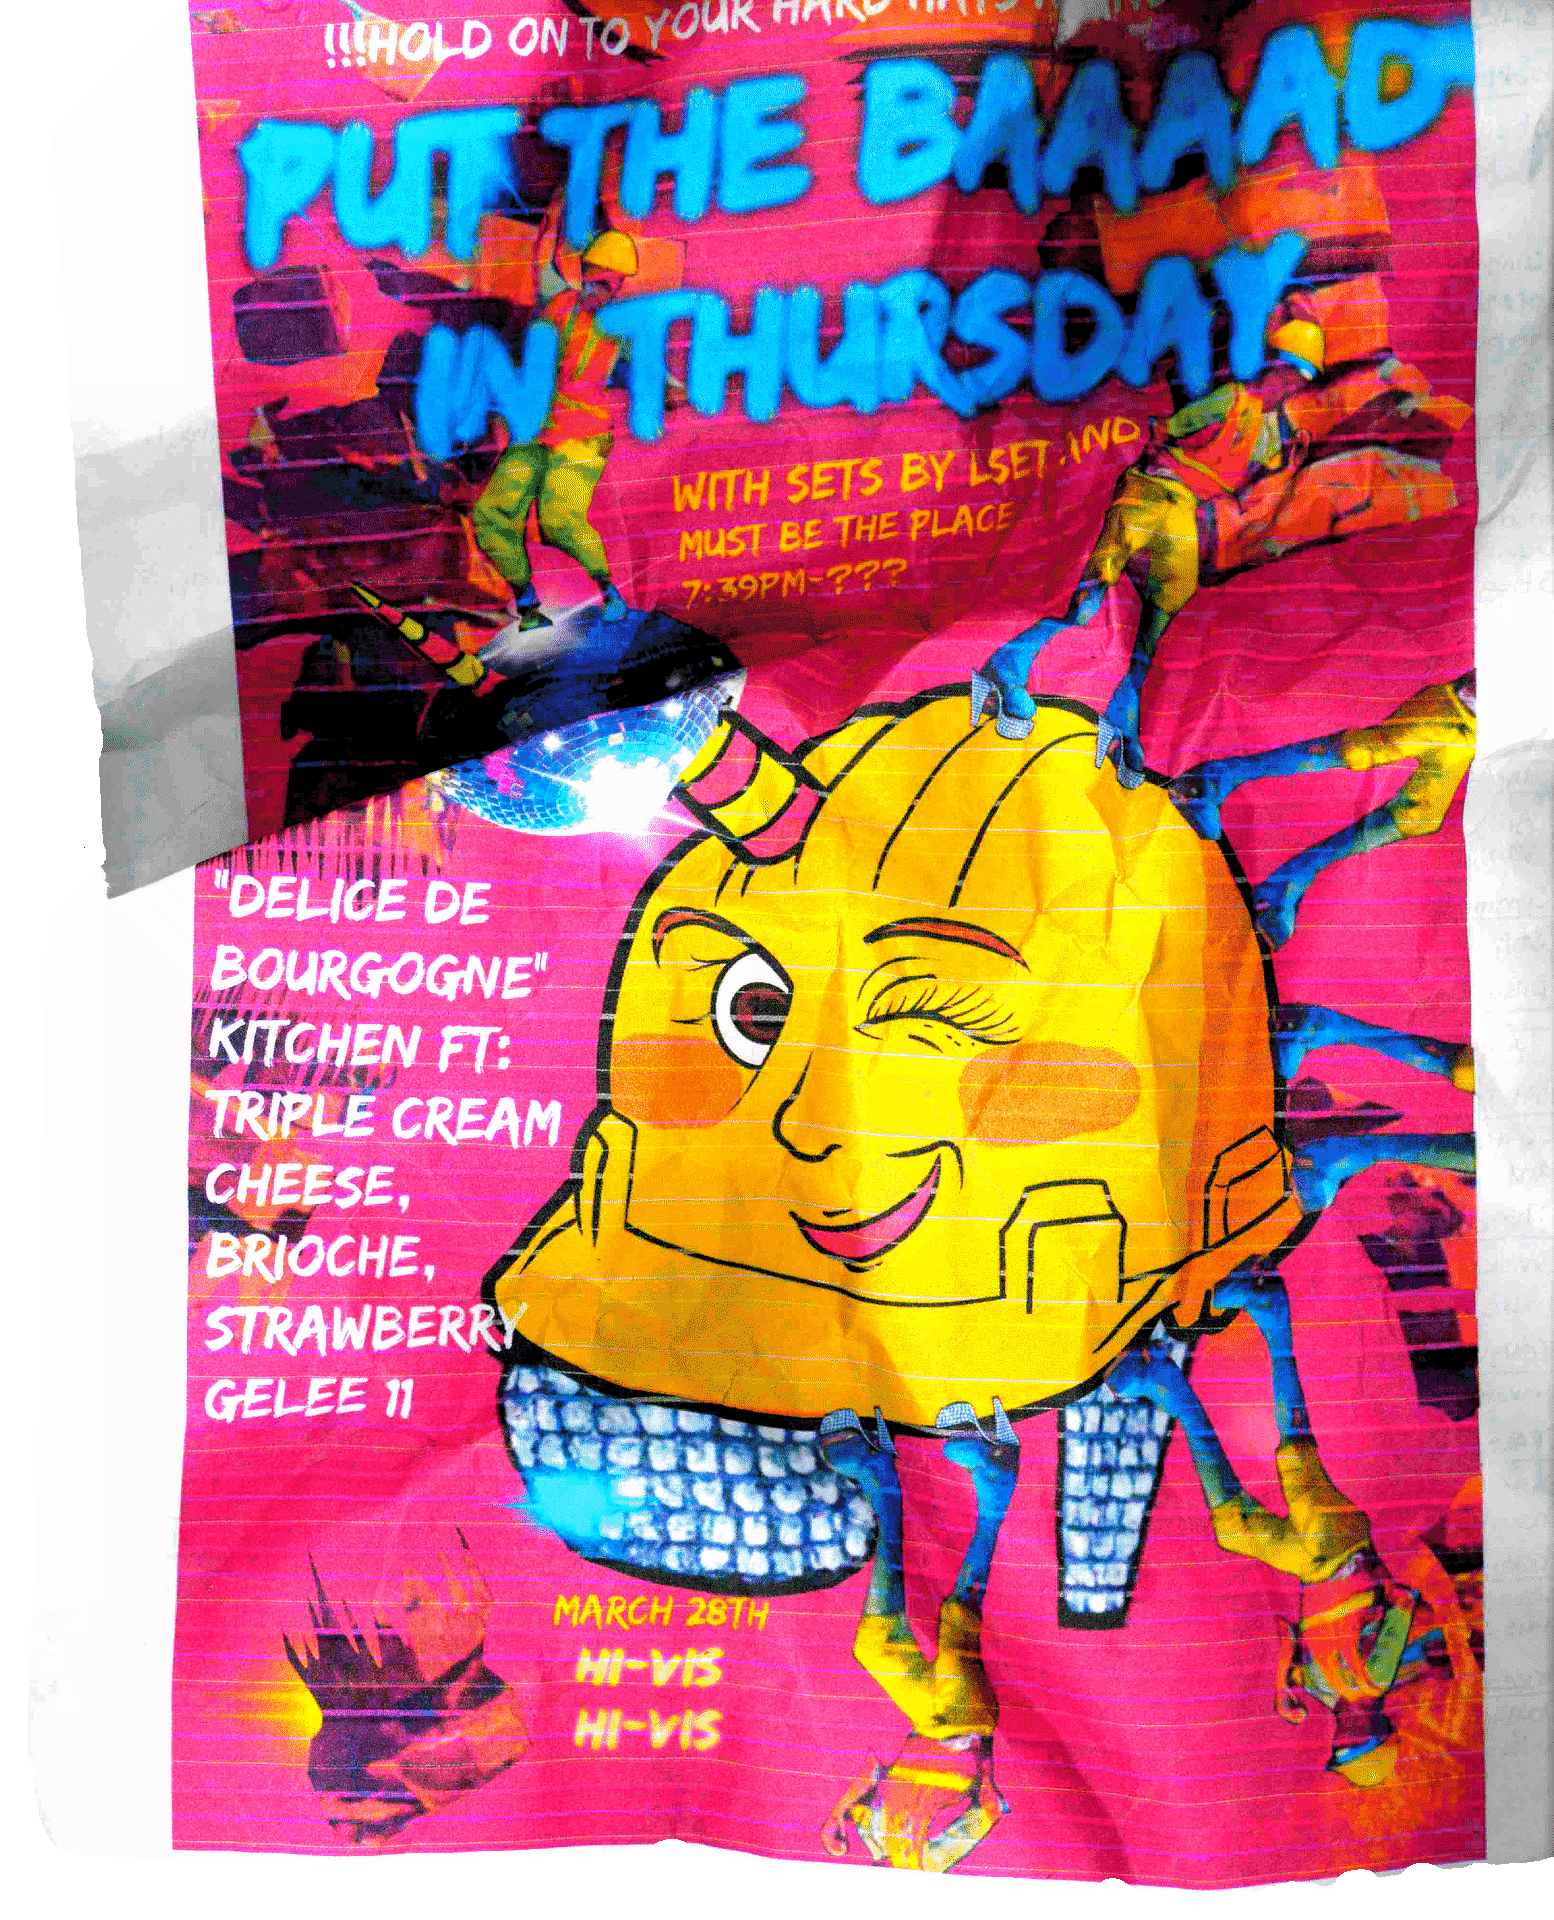 !!!HOLD ON TO YOUR HARD HATS
PUT THE BAAAAD
IN THURSDAY
WITH SETS BY LSET AND
MUST BE THE PLACE
7:39PM-???
"DELICE DE
BOURGOGNE"
KITCHEN FT:
TRIPLE CREAM
CHEESE,
BRIOCHE,
STRAWBERRY
GELEE 11
MARCH 28TH
HI-VIS
HI-VIS